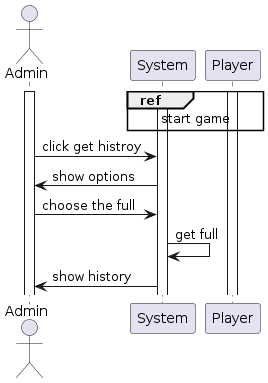 Admin
System
Player
ref
start game
click get histroy
show options
choose the full
get full
show history
Admin
System
Player